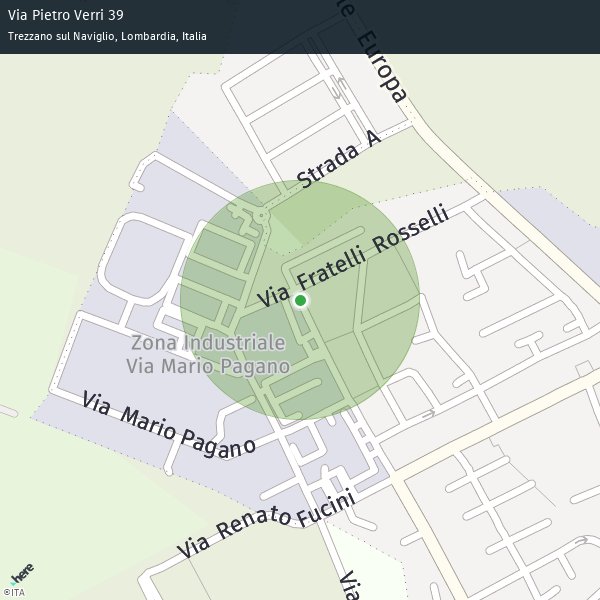 Via Pietro Verri 39
Trezzano sul Naviglio, Lombardia, Italia
le Europa
Strada A
Via Fratelli Rosselli
Zona Industriale
Via Mario Pagano
Via Mario Pagano
Via Renato Fucini
Via
here
©ITA